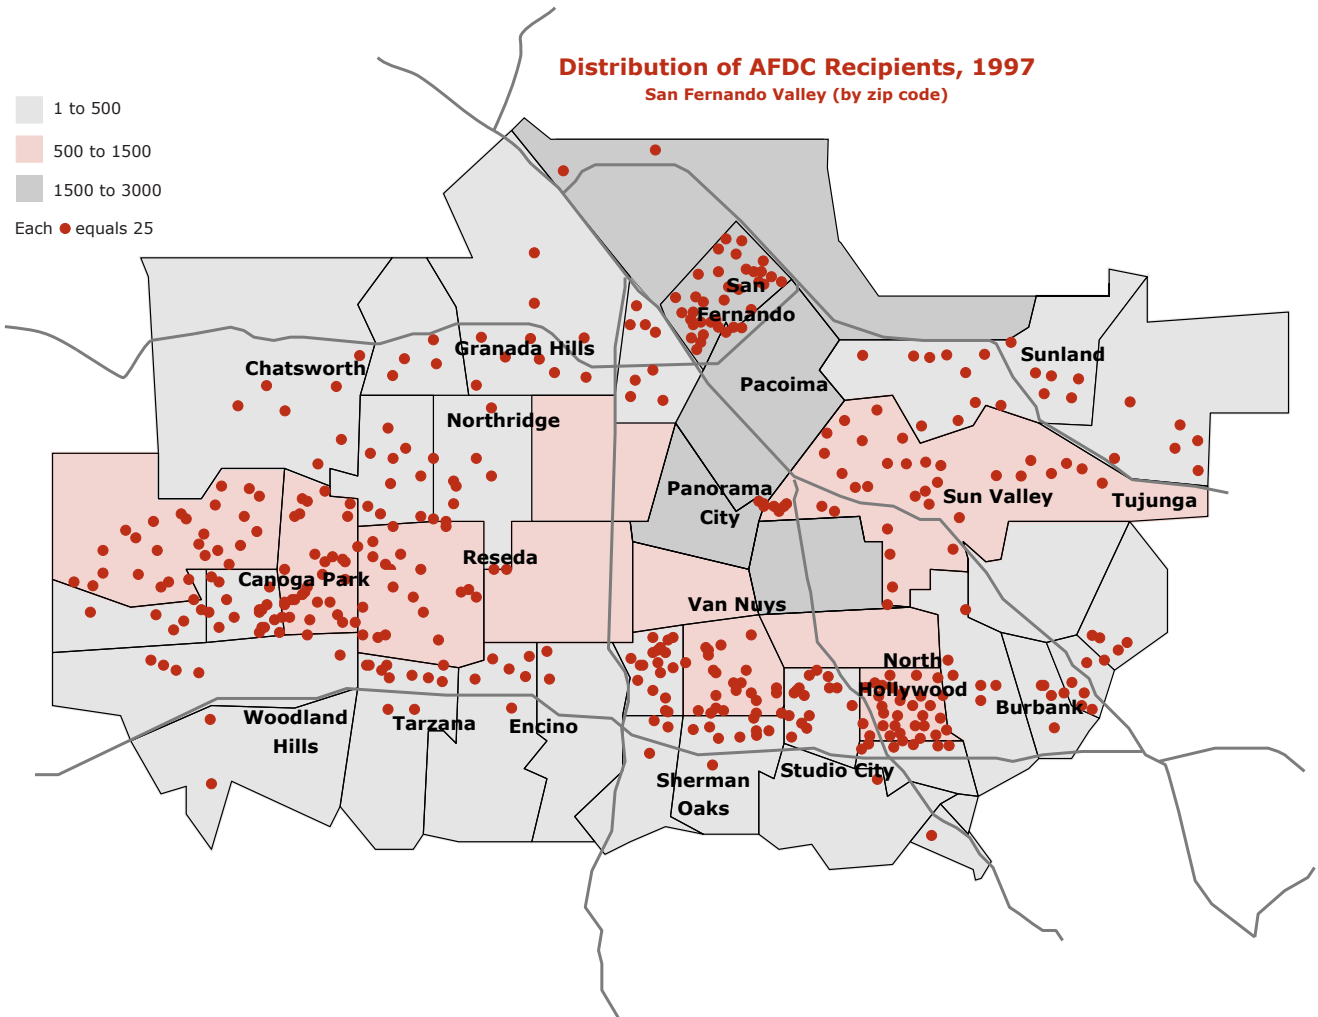 Distribution of AFDC Recipients, 1997
San Fernando Valley (by zip code)
1 to 500
500 to 1500
1500 to 3000
Each equals 25
San
Fernando
Granada Hills
Chatsworth
Sunland
Pacoima
Northridge
Panorama
City
Sun Valley
Tujunga
Reseda
Canoga Park
Van Nuys
North
Hollywood
Burbank
Woodland
Hills
Tarzana
Encino
Sherman
Oaks
Studio City